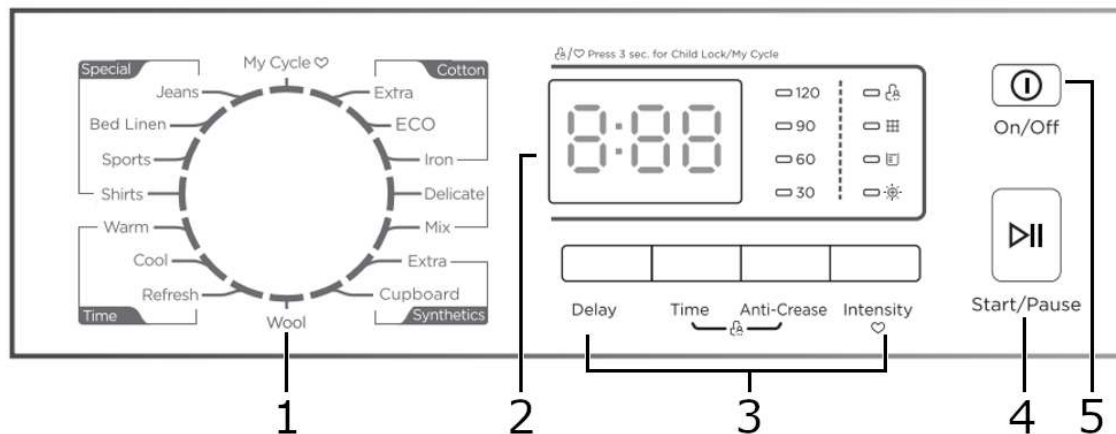 Special
My Cycle ♡
Cotton
Jeans
Extra
Bed Linen
ECO
Sports
Iron
Shirts
Delicate
Warm
Mix
Cool
Extra
Refresh
Cupboard
Time
Wool
Synthetics
/♡ Press 3 sec. for Child Lock/My Cycle
8:88
120
90
60
30
Delay
Time
Anti-Crease
Intensity
♡
On/Off
Start/Pause
1
2
3
4
5